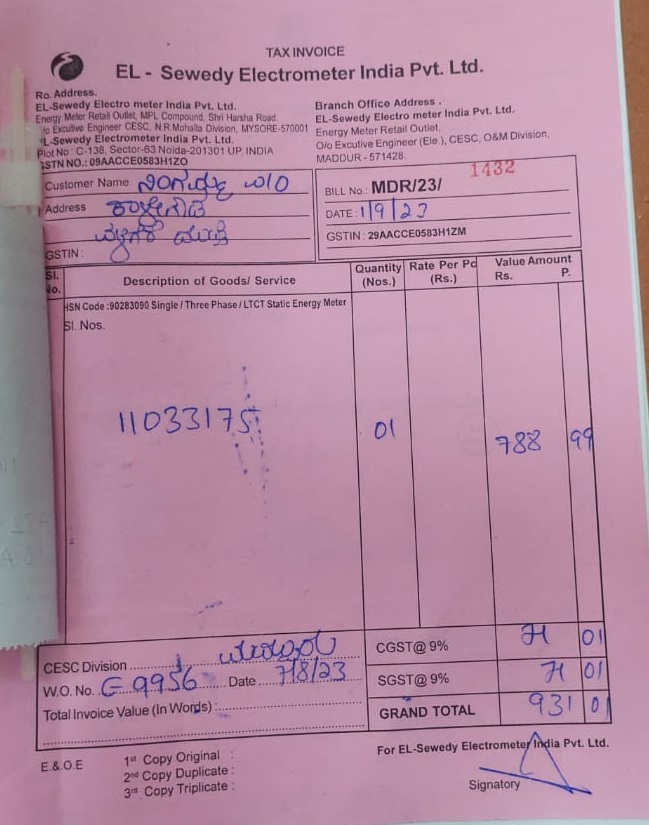 TAX INVOICE
EL - Sewedy Electrometer India Pvt. Ltd.
Ro. Address.
EL-Sewedy Electro meter India Pvt. Ltd.
Energy Meter Retail Outlet, MPL Compound, Shri Harsha Road,
o Excutive Engineer CESC, N.R.Mohalla Division, MYSORE-570001
L-Sewedy Electrometer India Pvt. Ltd.
Plot No : C-138, Sector-63 Noida-201301 UP, INDIA
GSTN NO.: 09AACCE0583H1ZO
Branch Office Address .
EL-Sewedy Electro meter India Pvt. Ltd.
Energy Meter Retail Outlet,
O/o Executive Engineer (Ele.), CESC, O&M Division,
MADDUR - 571428
Customer Name
Address
GSTIN :
1432
BILL No.: MDR/23/
DATE: 1/9/23
GSTIN : 29AACCE0583H1ZM
Sl. No. Description of Goods/ Service Quantity (Nos.) Rate Per Pc (Rs.) Value Amount Rs. P.
HSN Code :90283090 Single / Three Phase / LTCT Static Energy Meter
Sl. Nos.
11033175 01 788 99
CESC Division
CGST@ 9% 71 01
W.O. No. 9956 Date 7/8/23
SGST@ 9% 71 01
Total Invoice Value (In Words) :
GRAND TOTAL 931 01
E.& O.E
1st Copy Original :
2nd Copy Duplicate :
3rd Copy Triplicate :
For EL-Sewedy Electrometer India Pvt. Ltd.
Signatory